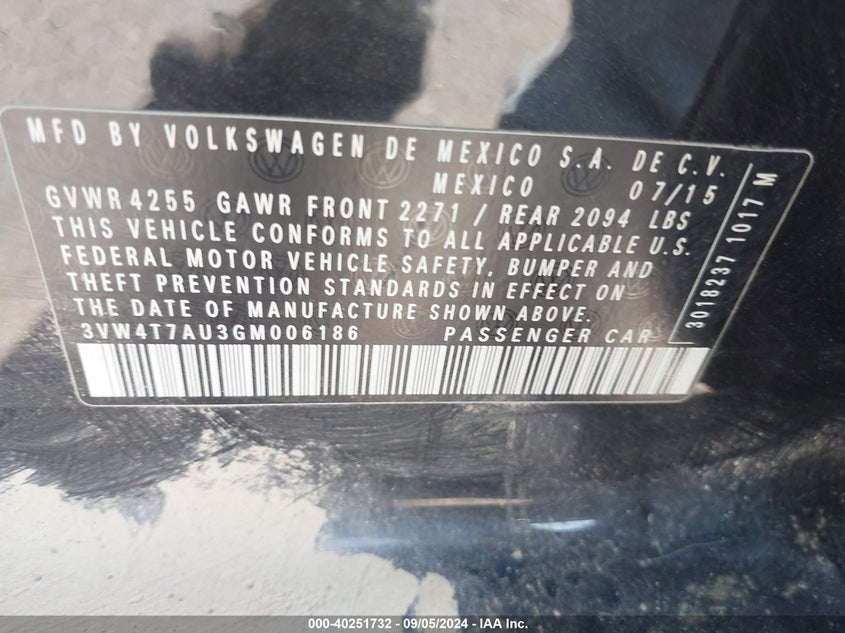 MFD BY VOLKSWAGEN DE MEXICO S.A. DE C.V.
MEXICO 07/15
GVWR 4255 GAWR FRONT 2271 / REAR 2094 LBS
THIS VEHICLE CONFORMS TO ALL APPLICABLE U.S.
FEDERAL MOTOR VEHICLE SAFETY, BUMPER AND
THEFT PREVENTION STANDARDS IN EFFECT ON
THE DATE OF MANUFACTURE SHOWN ABOVE.
3VW4T7AU3GM006186 PASSENGER CAR
3018237 1017 M
000-40251732 - 09/05/2024 - IAA Inc.